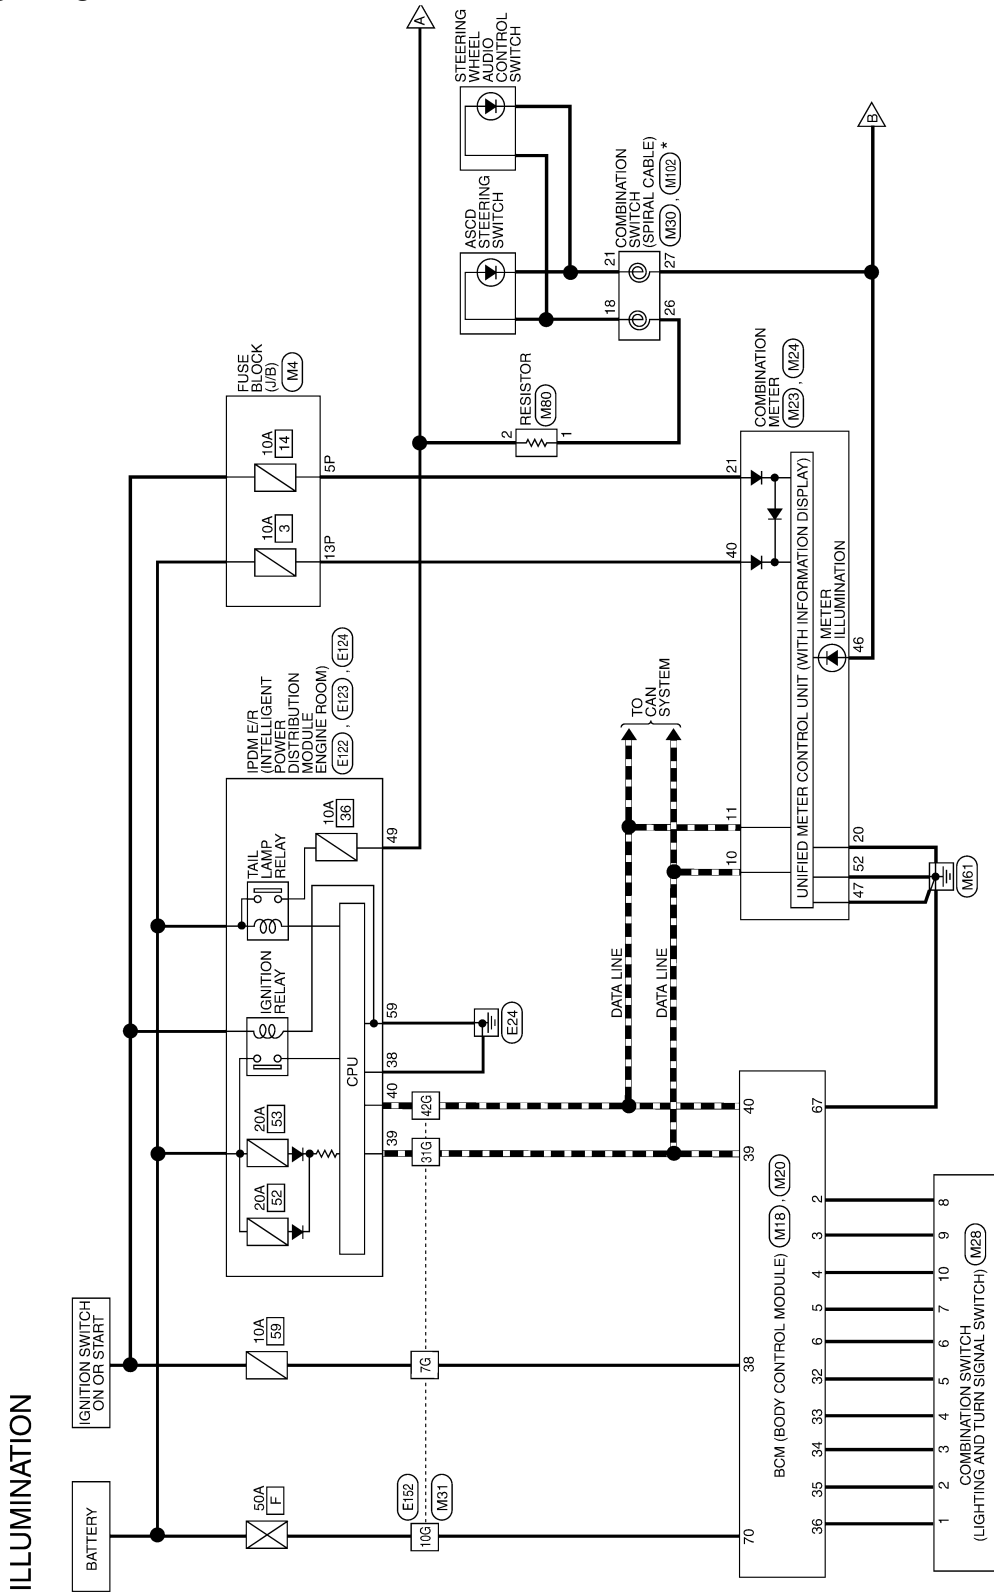 ILLUMINATION
BATTERY
IGNITION SWITCH
ON OR START
50A
F
10A
59
E152
M31
10G
7G
31G
42G
20A
52
20A
53
IGNITION
RELAY
TAIL
LAMP
RELAY
10A
36
CPU
39
40
38
59
49
IPDM E/R
(INTELLIGENT
POWER
DISTRIBUTION
MODULE
ENGINE ROOM)
E122 , E123 , E124
E24
FUSE
BLOCK
(J/B)
M4
10A
3
10A
14
13P
5P
A
STEERING
WHEEL
AUDIO
CONTROL
SWITCH
ASCD
STEERING
SWITCH
RESISTOR
M80
2
1
18
21
26
27
COMBINATION
SWITCH
(SPIRAL CABLE)
M30 , M102 *
B
TO
CAN
SYSTEM
DATA LINE
DATA LINE
COMBINATION
METER
M23 , M24
10
11
40
21
UNIFIED METER CONTROL UNIT (WITH INFORMATION DISPLAY)
METER
ILLUMINATION
47
52
20
46
M61
70
38
39
40
BCM (BODY CONTROL MODULE) M18 , M20
36
35
34
33
32
6
5
4
3
2
67
1
2
3
4
5
6
7
10
9
8
COMBINATION SWITCH
(LIGHTING AND TURN SIGNAL SWITCH) M28